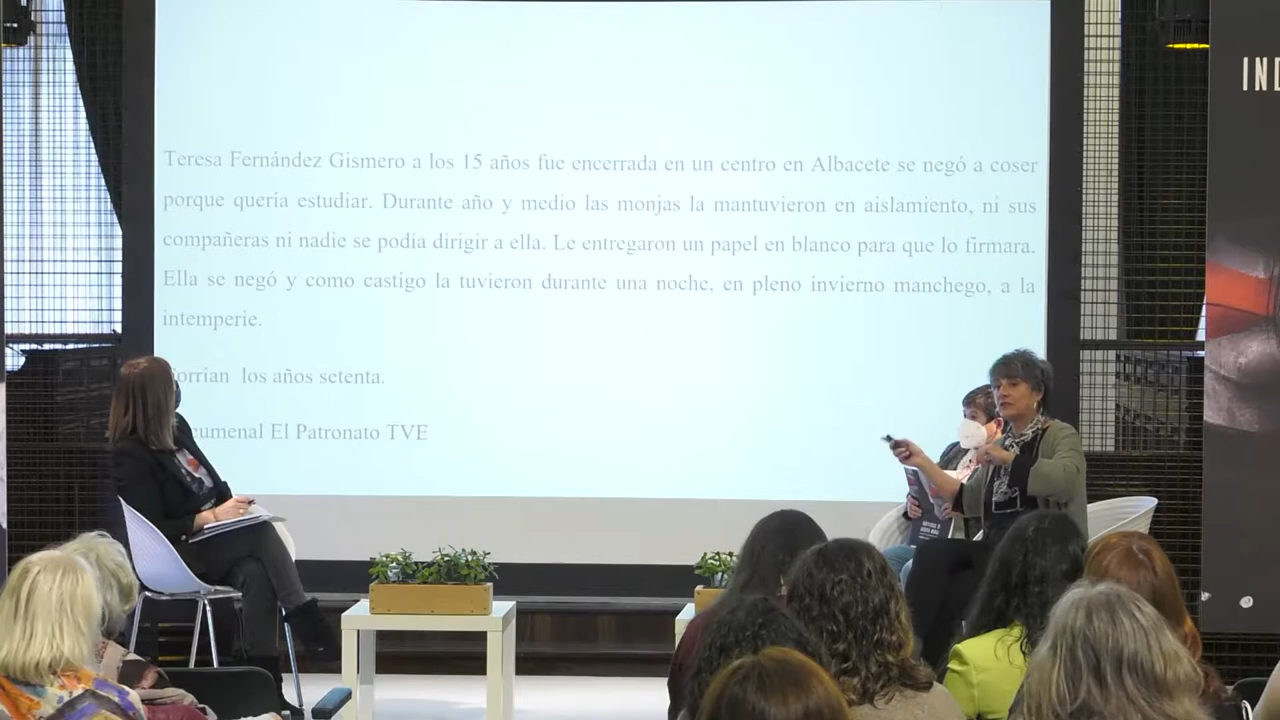 Teresa Fernández Gismero a los 15 años fue encerrada en un centro en Albacete se negó a coser
porque quería estudiar. Durante año y medio las monjas la mantuvieron en aislamiento, ni sus
compañeras ni nadie se podía dirigir a ella. Le entregaron un papel en blanco para que lo firmara.
Ella se negó y como castigo la tuvieron durante una noche, en pleno invierno manchego, a la
intemperie.
orrían los años setenta.
cumenal El Patronato TVE
IND